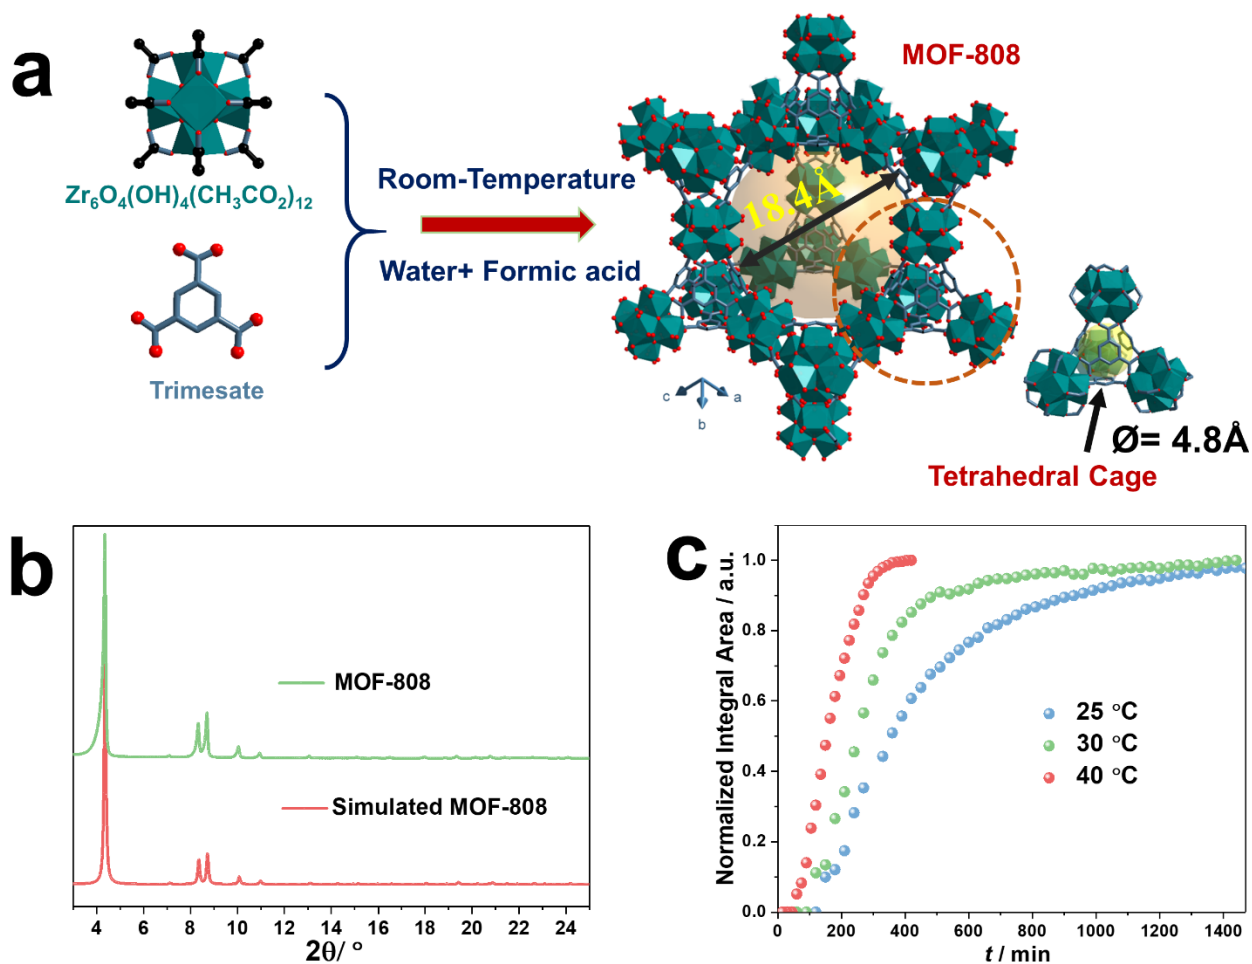 a
Zr6O4(OH)4(CH3CO2)12
Trimesate
Room-Temperature
Water+ Formic acid
MOF-808
18.4Å
c
a
b
Ø= 4.8Å
Tetrahedral Cage
b
MOF-808
Simulated MOF-808
4 6 8 10 12 14 16 18 20 22 24
2θ/ °
c
Normalized Integral Area / a.u.
1.0
0.8
0.6
0.4
0.2
0.0
25 °C
30 °C
40 °C
0 200 400 600 800 1000 1200 1400
t / min